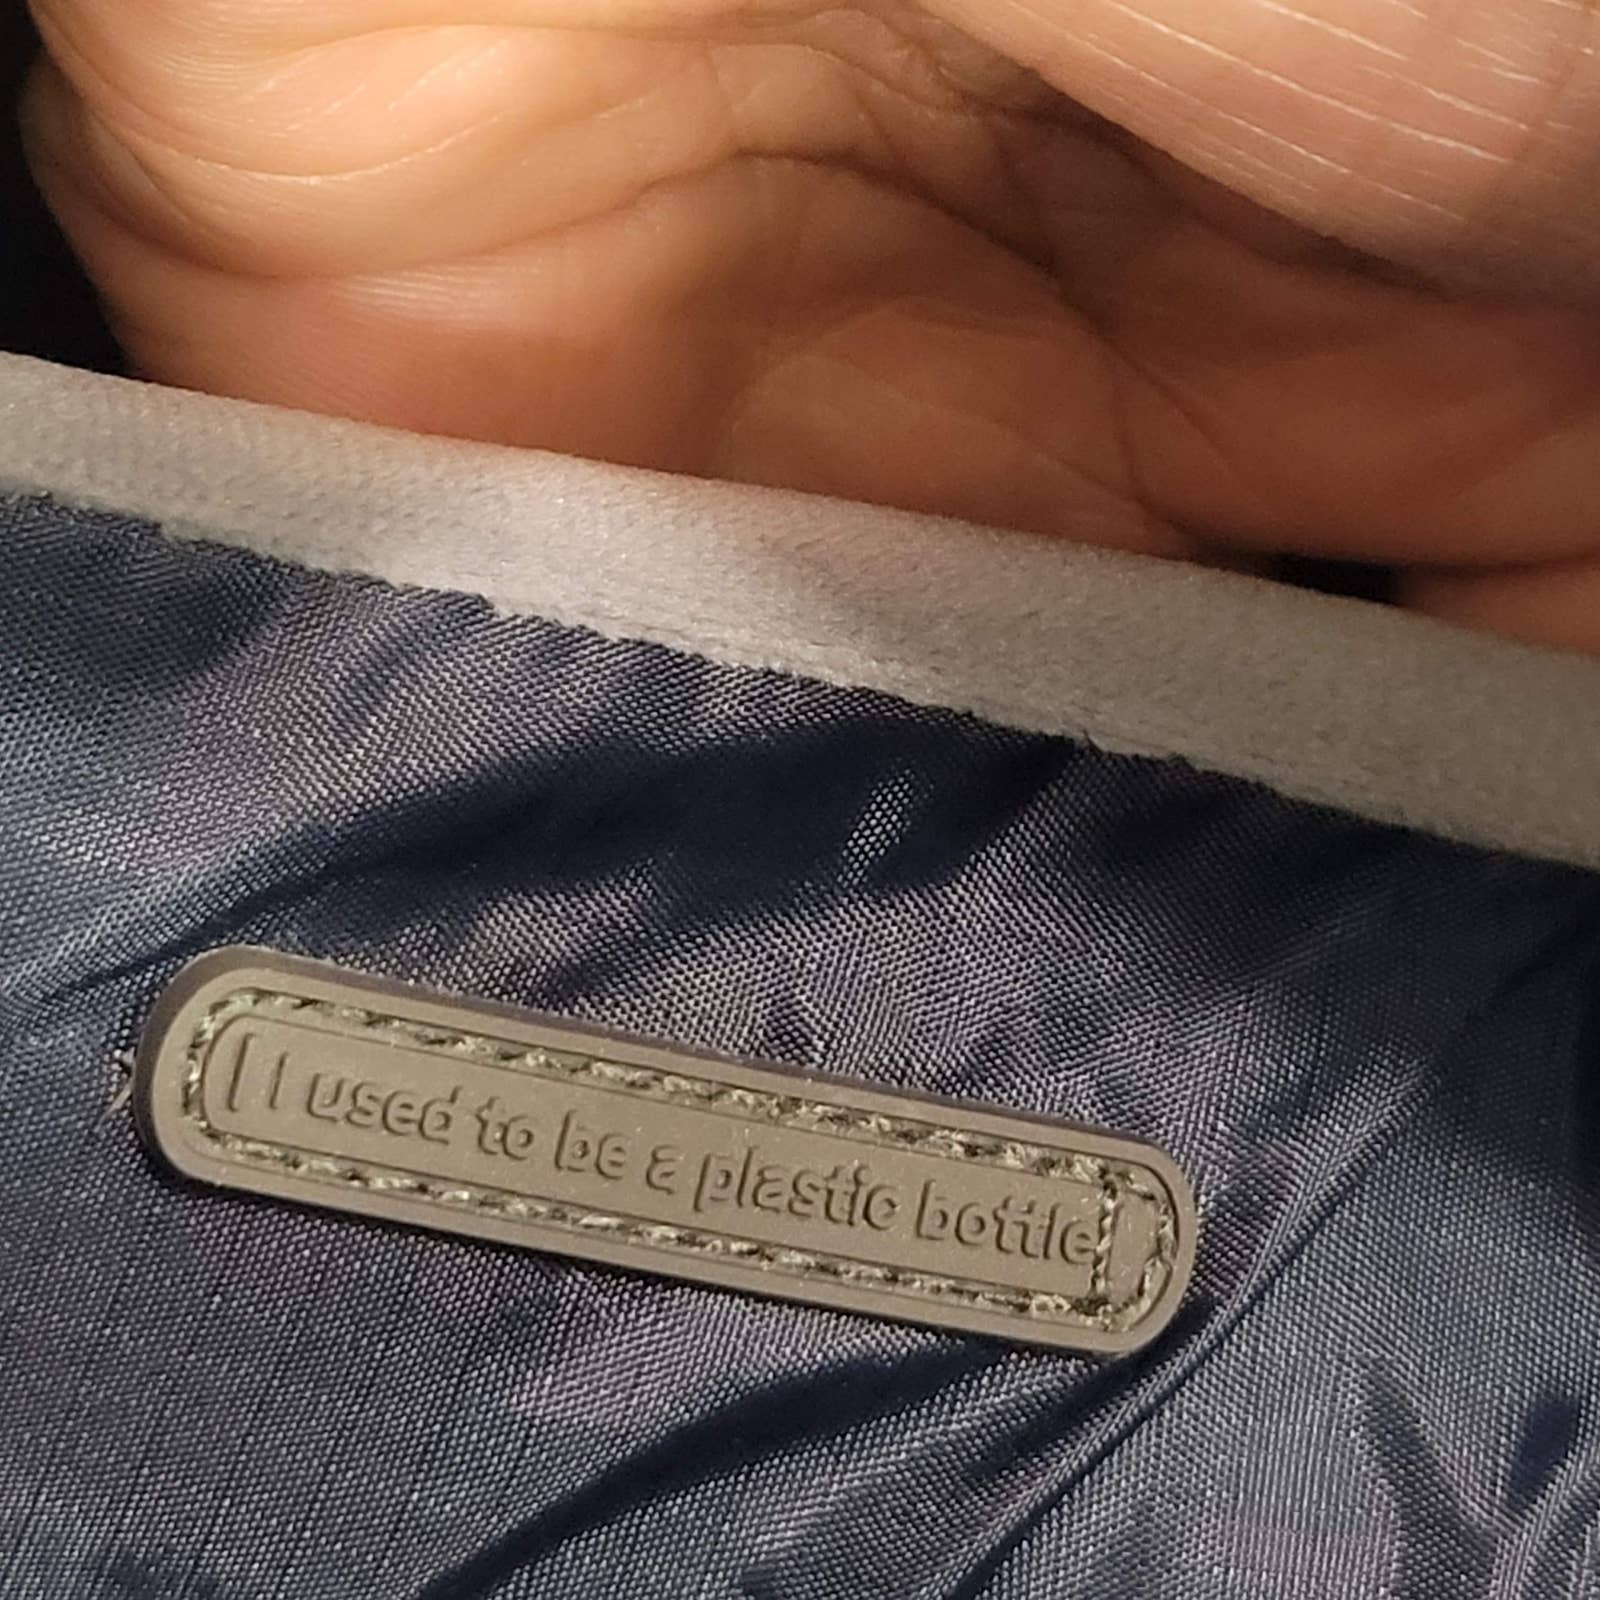 | I used to be a plastic bottle